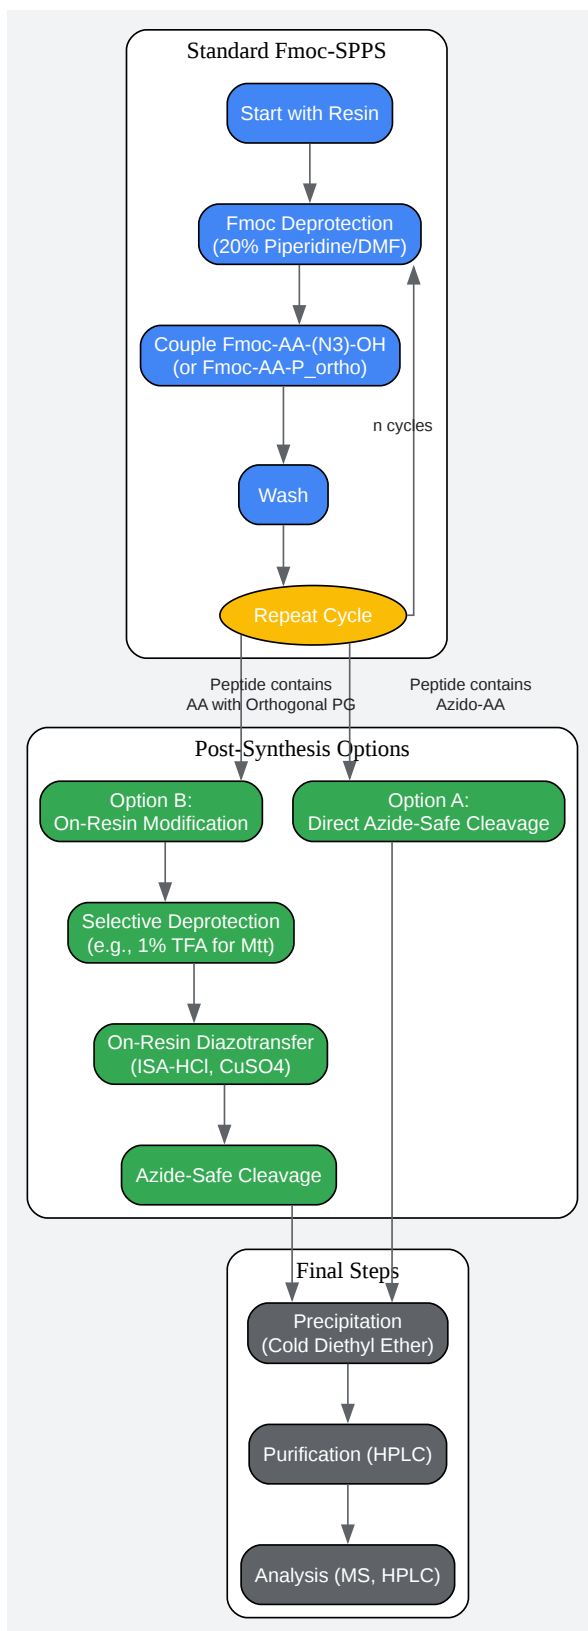 Standard Fmoc-SPPS
Start with Resin
Fmoc Deprotection
(20% Piperidine/DMF)
Couple Fmoc-AA-(N3)-OH
(or Fmoc-AA-P_ortho)
n cycles
Wash
Repeat Cycle
Peptide contains
AA with Orthogonal PG
Peptide contains
Azido-AA
Post-Synthesis Options
Option B:
On-Resin Modification
Option A:
Direct Azide-Safe Cleavage
Selective Deprotection
(e.g., 1% TFA for Mtt)
On-Resin Diazotransfer
(ISA-HCl, CuSO4)
Azide-Safe Cleavage
Final Steps
Precipitation
(Cold Diethyl Ether)
Purification (HPLC)
Analysis (MS, HPLC)